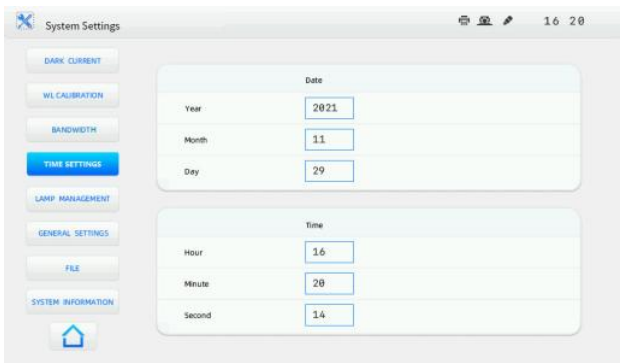 System Settings
16 20
DARK CURRENT
WL CALIBRATION
BANDWIDTH
TIME SETTINGS
LAMP MANAGEMENT
GENERAL SETTINGS
FILE
SYSTEM INFORMATION
Date
Year 2021
Month 11
Day 29
Time
Hour 16
Minute 20
Second 14